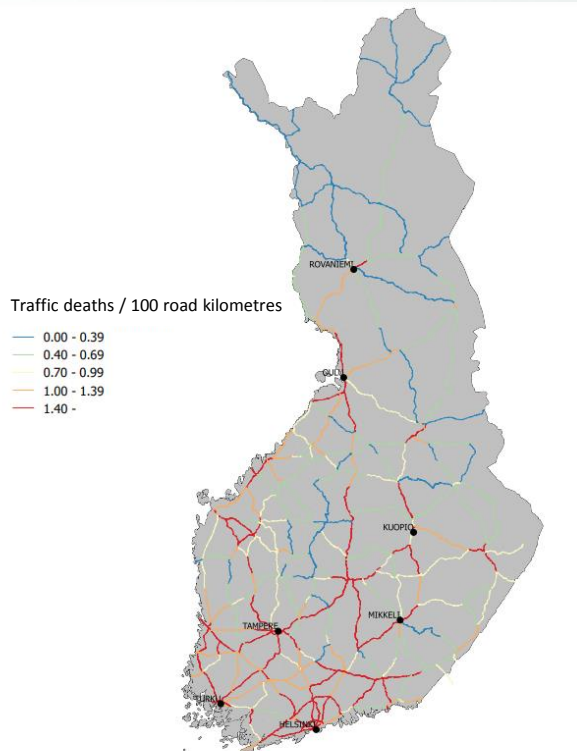 ROVANIEMI
Traffic deaths / 100 road kilometres
0.00 - 0.39
0.40 - 0.69
0.70 - 0.99
1.00 - 1.39
1.40 -
OULU
KUOPIO
MIKKELI
TAMPERE
TURKU
HELSINKI